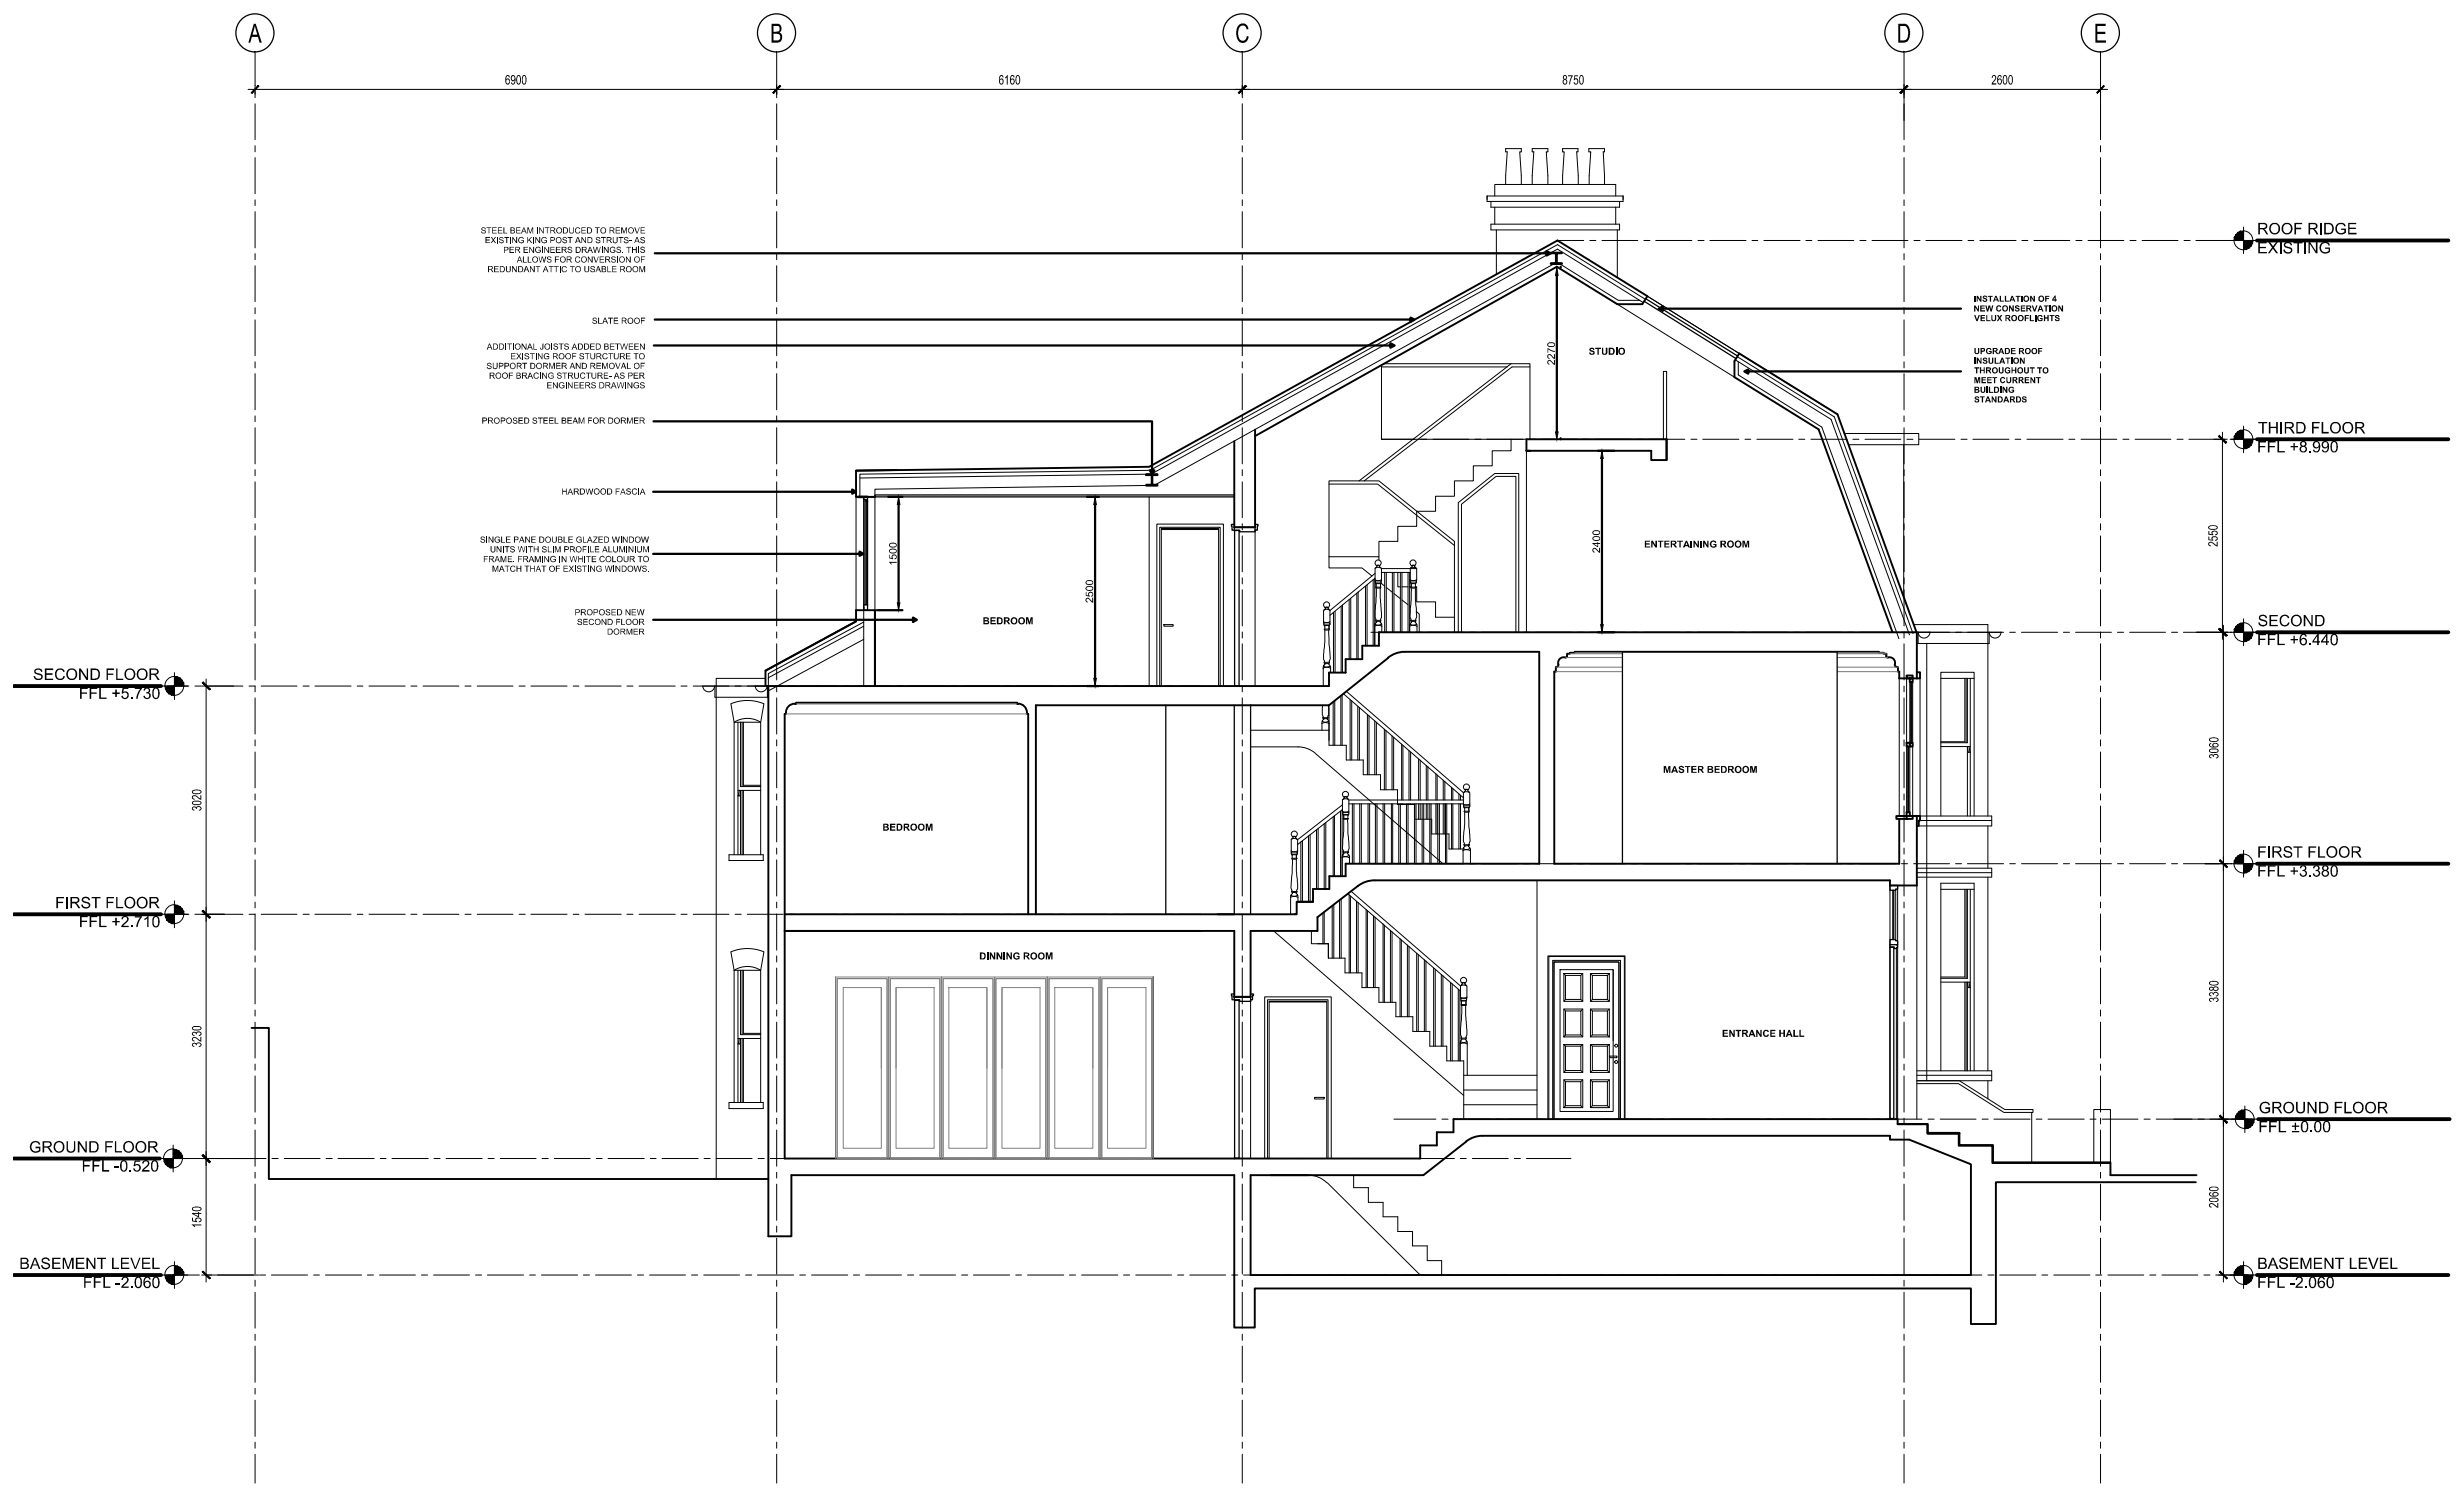 A
B
C
D
E
6900
6160
8750
2600
STEEL BEAM INTRODUCED TO REMOVE
EXISTING KING POST AND STRUTS- AS
PER ENGINEERS DRAWINGS. THIS
ALLOWS FOR CONVERSION OF
REDUNDANT ATTIC TO USABLE ROOM
SLATE ROOF
ADDITIONAL JOISTS ADDED BETWEEN
EXISTING ROOF STURCTURE TO
SUPPORT DORMER AND REMOVAL OF
ROOF BRACING STRUCTURE- AS PER
ENGINEERS DRAWINGS
PROPOSED STEEL BEAM FOR DORMER
HARDWOOD FASCIA
SINGLE PANE DOUBLE GLAZED WINDOW
UNITS WITH SLIM PROFILE ALUMINIUM
FRAME. FRAMING IN WHITE COLOUR TO
MATCH THAT OF EXISTING WINDOWS.
PROPOSED NEW
SECOND FLOOR
DORMER
ROOF RIDGE
EXISTING
INSTALLATION OF 4
NEW CONSERVATION
VELUX ROOFLIGHTS
UPGRADE ROOF
INSULATION
THROUGHOUT TO
MEET CURRENT
BUILDING
STANDARDS
2270
STUDIO
THIRD FLOOR
FFL +8.990
1500
2500
BEDROOM
2400
ENTERTAINING ROOM
2550
SECOND
FFL +6.440
SECOND FLOOR
FFL +5.730
3020
BEDROOM
MASTER BEDROOM
3060
FIRST FLOOR
FFL +3.380
FIRST FLOOR
FFL +2.710
3230
DINNING ROOM
ENTRANCE HALL
3380
GROUND FLOOR
FFL ±0.00
GROUND FLOOR
FFL -0.520
1540
2060
BASEMENT LEVEL
FFL -2.060
BASEMENT LEVEL
FFL -2.060